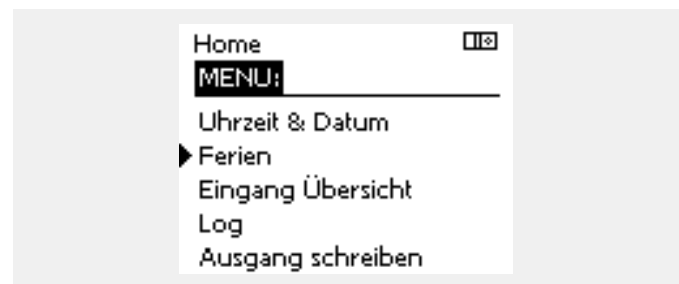 Home
MENU:
Uhrzeit & Datum
Ferien
Eingang Übersicht
Log
Ausgang schreiben